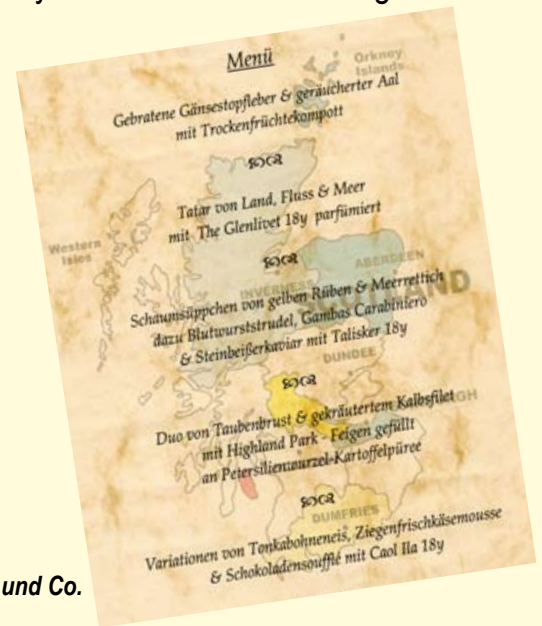 Menü
Orkney
Islands
Gebratene Gänsestopfleber & geräucherter Aal
mit Trockenfrüchtekompott
Tatar von Land, Fluss & Meer
mit The Glenlivet 18y parfümiert
Western
Isles
ABERDEEN
INVERNESS
SCOTLAND
Schaumsüppchen von gelben Rüben & Meerrettich
dazu Blutwurststrudel, Gambas Carabiniero
& Steinbeißerkaviar mit Talisker 18y
DUNDEE
Duo von Taubenbrust & gekräutertem Kalbsfilet
mit Highland Park - Feigen gefüllt
an Petersilienwurzel-Kartoffelpüree
DUMFRIES
Variationen von Tonkabohneneis, Ziegenfrischkäsemousse
& Schokoladensoufflé mit Caol Ila 18y
und Co.